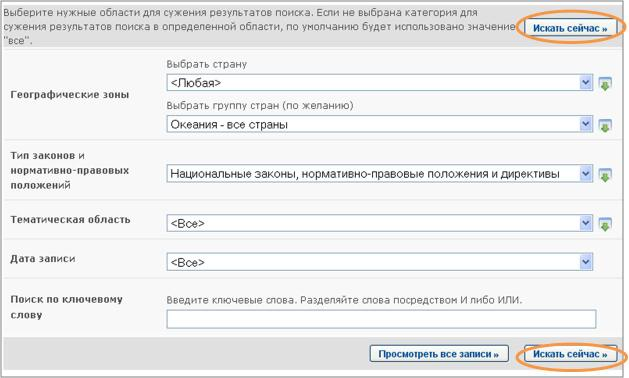 Выберите нужные области для сужения результатов поиска. Если не выбрана категория для
сужения результатов поиска в определенной области, по умолчанию будет использовано значение
"все".
Искать сейчас »
Географические зоны
Выбрать страну
<Любая>
Выбрать группу стран (по желанию)
Океания - все страны
Тип законов и
нормативно-правовых
положений
Национальные законы, нормативно-правовые положения и директивы
Тематическая область
<Все>
Дата записи
<Все>
Поиск по ключевому
слову
Введите ключевые слова. Разделяйте слова посредством И либо ИЛИ.
Просмотреть все записи »
Искать сейчас »